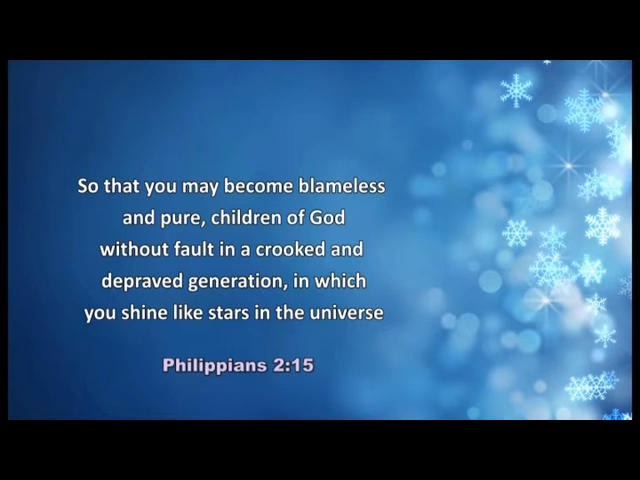 So that you may become blameless
and pure, children of God
without fault in a crooked and
depraved generation, in which
you shine like stars in the universe
Philippians 2:15